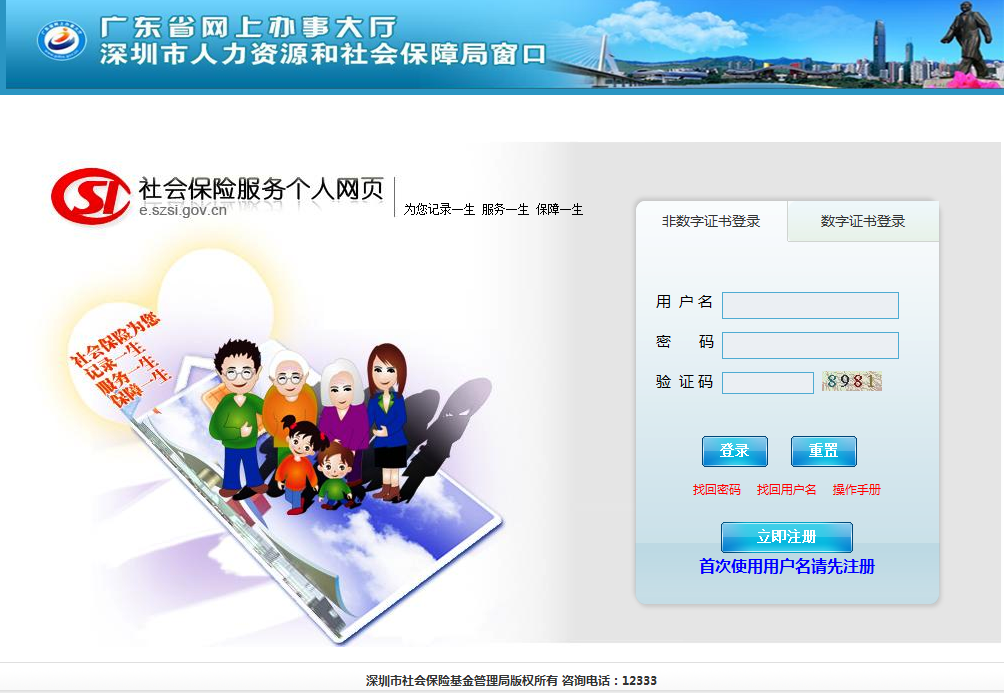 广东省网上办事大厅
深圳市人力资源和社会保障局窗口
SI
社会保险服务个人网页
e.szsi.gov.cn
为您记录一生 服务一生 保障一生
社会保险为您
记录一生
服务一生
保障一生
非数字证书登录 数字证书登录
用 户 名
密 码
验 证 码 8981
登录 重置
找回密码 找回用户名 操作手册
立即注册
首次使用用户名请先注册
深圳市社会保险基金管理局版权所有 咨询电话：12333